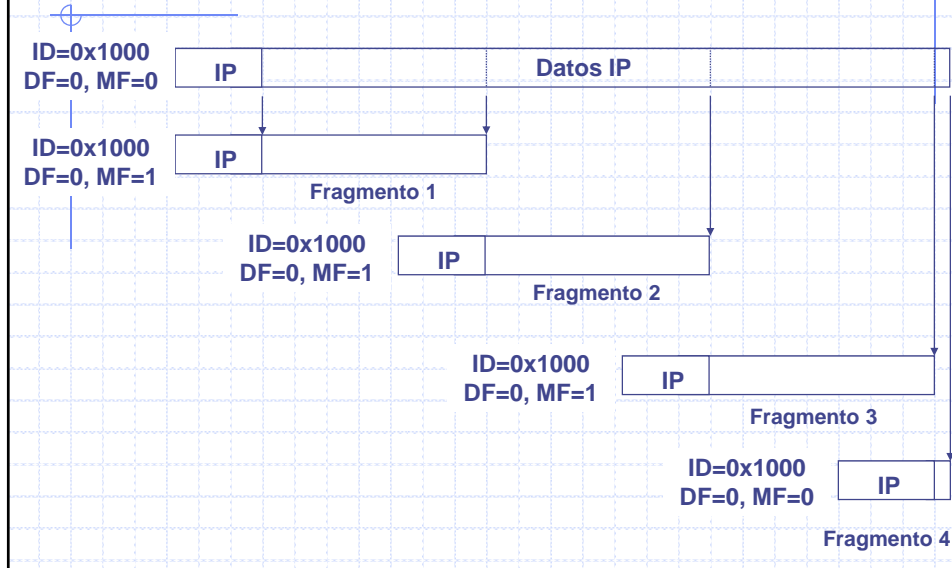 ID=0x1000
DF=0, MF=0
IP
Datos IP
ID=0x1000
DF=0, MF=1
IP
Fragmento 1
ID=0x1000
DF=0, MF=1
IP
Fragmento 2
ID=0x1000
DF=0, MF=1
IP
Fragmento 3
ID=0x1000
DF=0, MF=0
IP
Fragmento 4